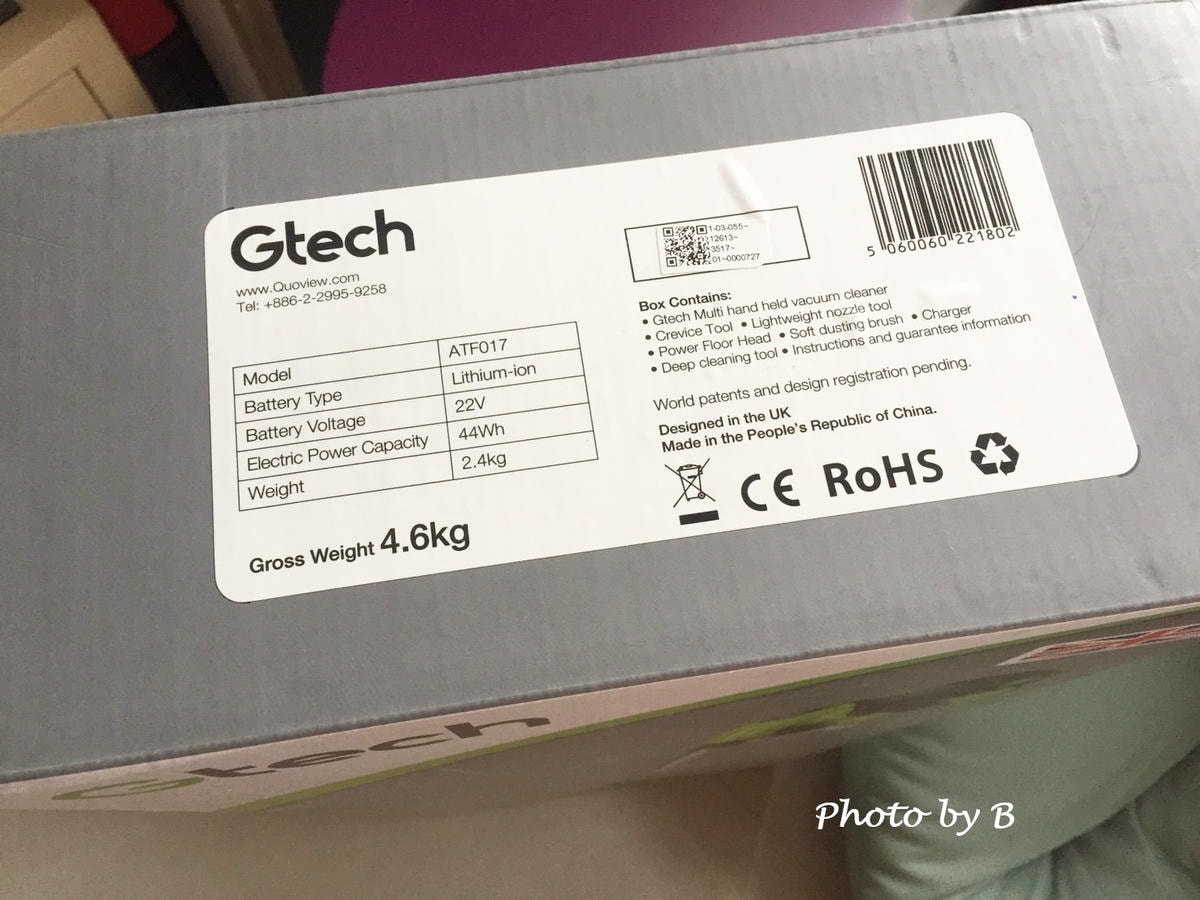 Gtech
www.Quoview.com
Tel: +886-2-2995-9258
Model ATF017
Battery Type Lithium-ion
Battery Voltage 22V
Electric Power Capacity 44Wh
Weight 2.4kg
Gross Weight 4.6kg
1-03-055~
12613~
3517~
01~0000727
5 060060 221802
Box Contains:
• Gtech Multi hand held vacuum cleaner
• Crevice Tool • Lightweight nozzle tool
• Power Floor Head • Soft dusting brush • Charger
• Deep cleaning tool • Instructions and guarantee information
World patents and design registration pending.
Designed in the UK
Made in the People's Republic of China.
CE RoHS
Gtech
Photo by B